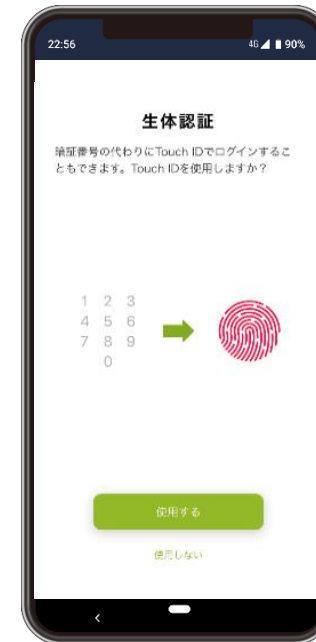 22:56
4G 90%
生体認証
暗証番号の代わりにTouch IDでログインするこ
ともできます。Touch IDを使用しますか？
1 2 3
4 5 6
7 8 9
0
使用する
使用しない